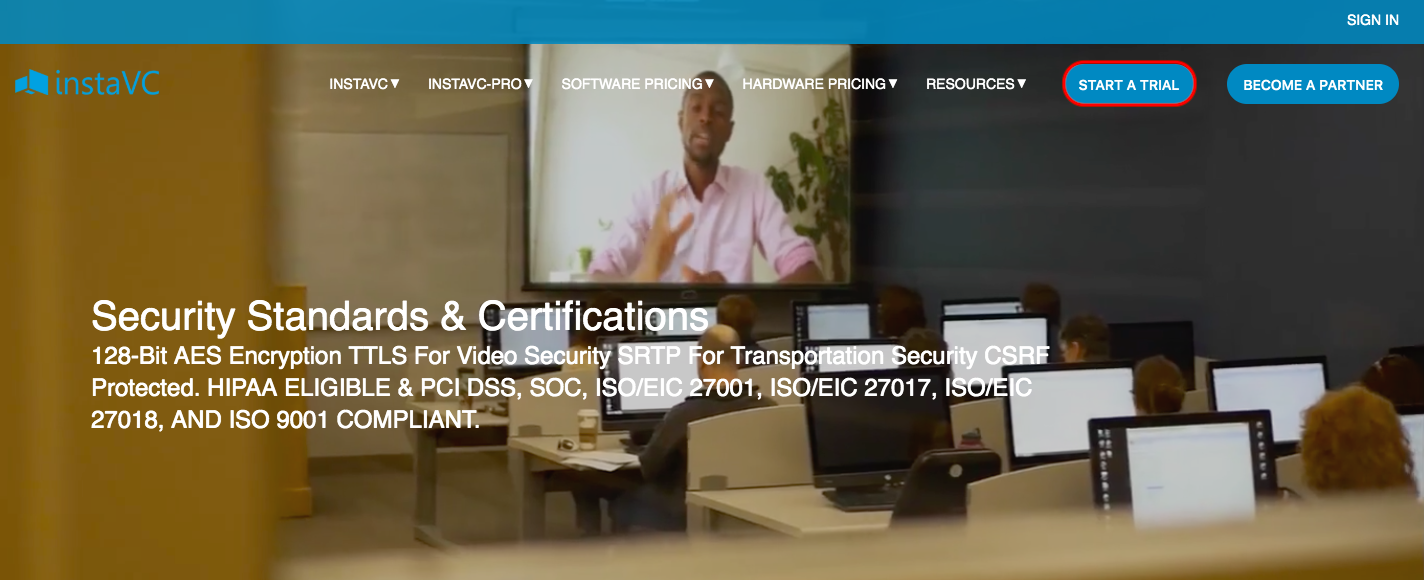 SIGN IN
instaVC
INSTAVC▼ INSTAVC-PRO▼ SOFTWARE PRICING▼ HARDWARE PRICING▼ RESOURCES▼ START A TRIAL BECOME A PARTNER
Security Standards & Certifications
128-Bit AES Encryption TTLS For Video Security SRTP For Transportation Security CSRF
Protected. HIPAA ELIGIBLE & PCI DSS, SOC, ISO/EIC 27001, ISO/EIC 27017, ISO/EIC
27018, AND ISO 9001 COMPLIANT.